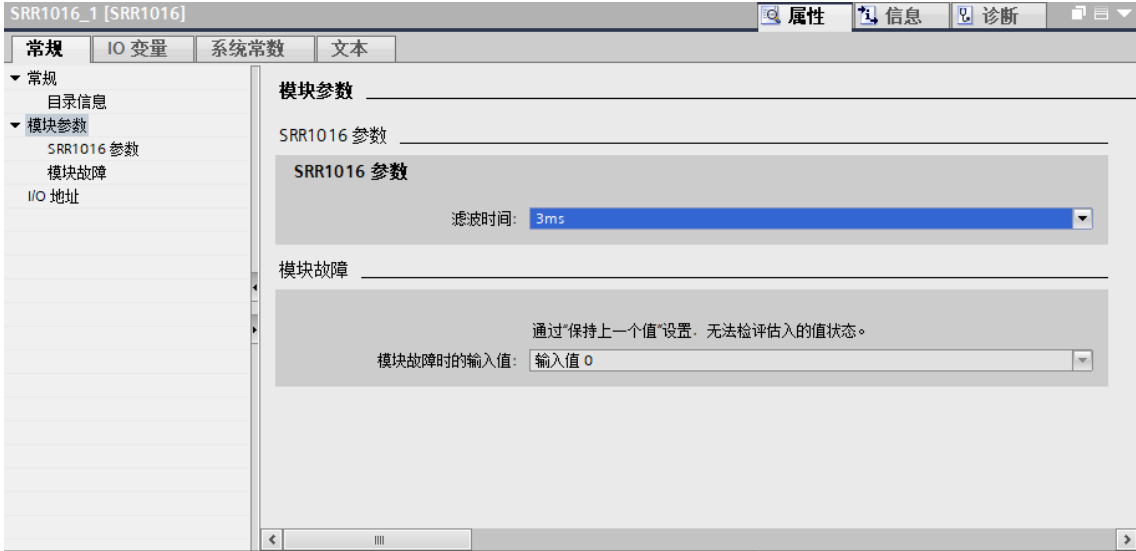 SRR1016_1 [SRR1016]
属性
信息
诊断
常规
IO 变量
系统常数
文本
常规
目录信息
模块参数
SRR1016 参数
模块故障
I/O 地址
模块参数
SRR1016 参数
SRR1016 参数
滤波时间: 3ms
模块故障
通过"保持上一个值"设置，无法检评估入的值状态。
模块故障时的输入值: 输入值 0